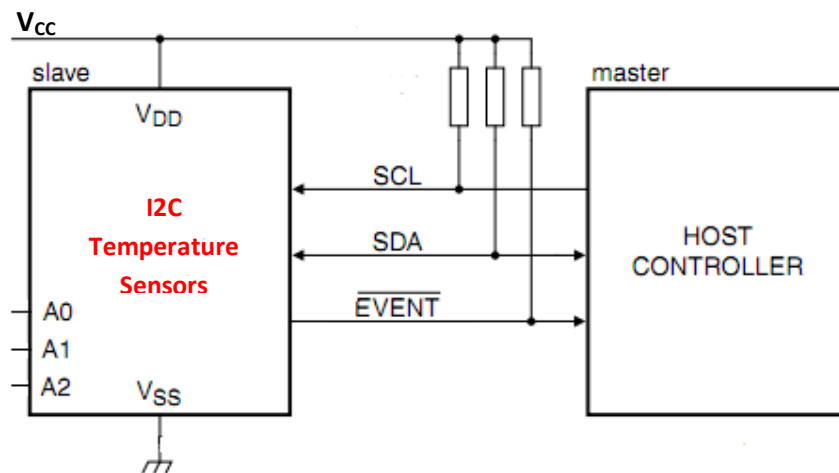 VCC
slave
master
VDD
SCL
I2C
Temperature
Sensors
SDA
HOST
CONTROLLER
EVENT
A0
A1
A2
VSS